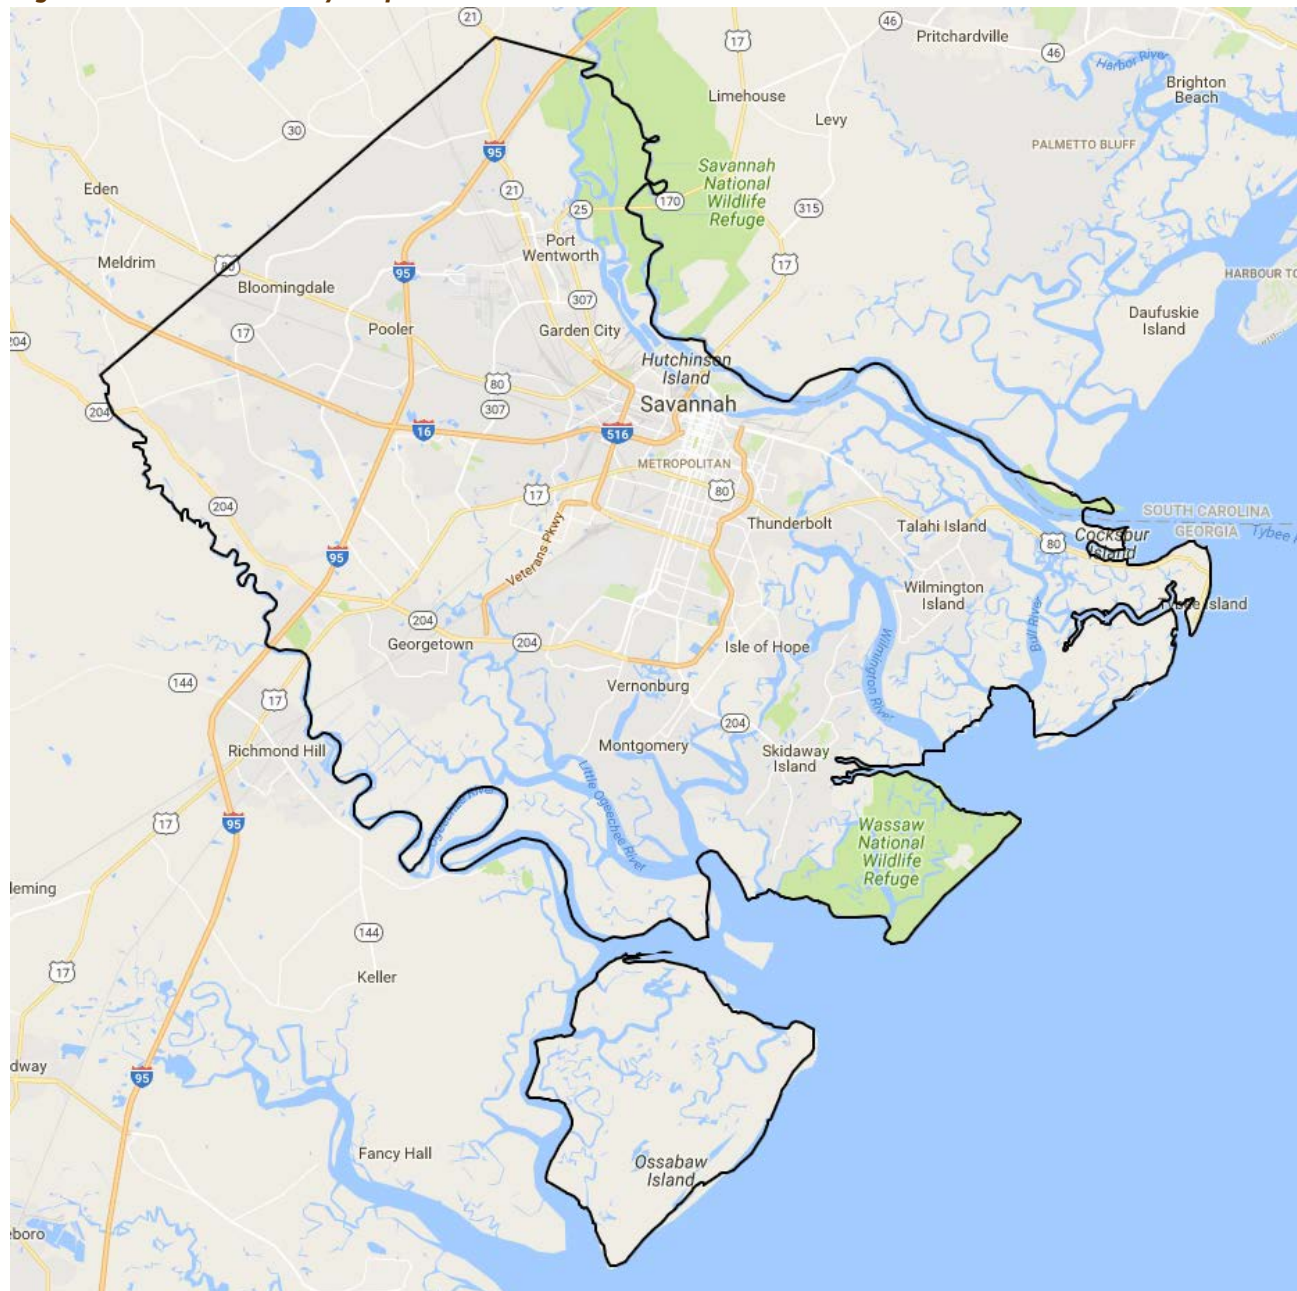 21
95
46
17
Pritchardville
46
Harbor River
Brighton
Beach
Limehouse
Levy
30
95
PALMETTO BLUFF
Savannah
National
Wildlife
Refuge
Eden
21
170
25
315
Port
Wentworth
Meldrim
80
95
17
HARBOUR TO
Bloomingdale
307
Daufuskie
Island
17
Pooler
Garden City
204
Hutchinson
Island
80
Savannah
204
307
16
516
METROPOLITAN
17
80
204
SOUTH CAROLINA
GEORGIA
Thunderbolt
Talahi Island
80
Cockspur
Island
95
Veterans Pkwy
Wilmington
Island
Tybee Island
204
Georgetown
204
Isle of Hope
Wilmington River
Bull River
144
17
Vernonburg
204
Richmond Hill
Montgomery
Skidaway
Island
Little Ogeechee River
Ogeechee River
17
95
Wassaw
National
Wildlife
Refuge
leming
144
17
Keller
dway
95
Fancy Hall
Ossabaw
Island
eboro